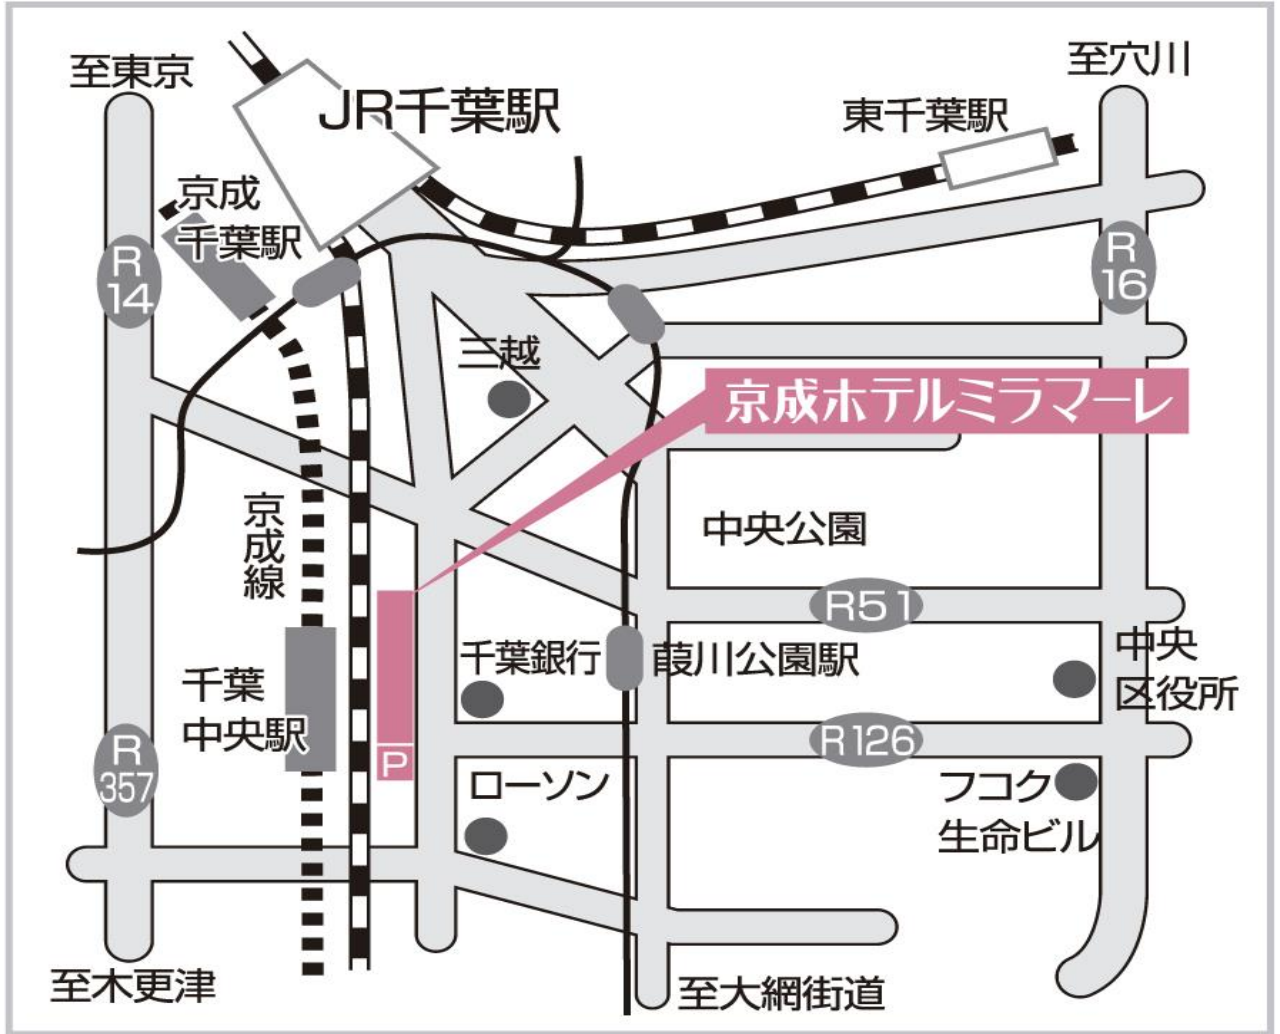 至東京
至穴川
JR千葉駅
東千葉駅
京成
千葉駅
R
14
R
16
三越
京成ホテルミラマーレ
京成線
中央公園
R51
千葉銀行
葭川公園駅
中央
区役所
千葉
中央駅
R126
R
357
P
ローソン
フコク
生命ビル
至木更津
至大網街道